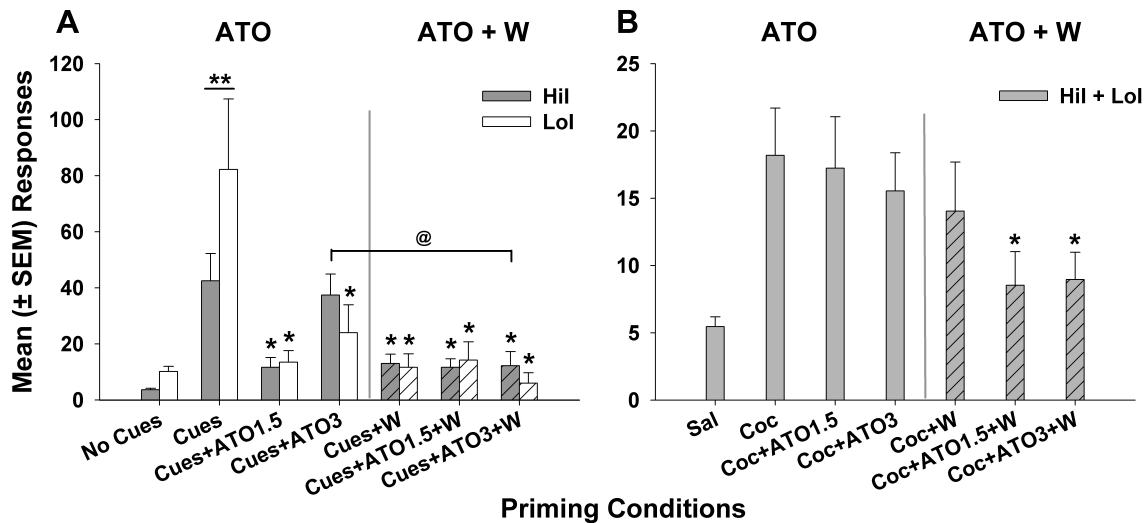 A
ATO
ATO + W
Mean (± SEM) Responses
120
100
80
60
40
20
0
**
HiI
LoI
@
* *
*
* *
* *
* *
No Cues
Cues
Cues+ATO1.5
Cues+ATO3
Cues+W
Cues+ATO1.5+W
Cues+ATO3+W
B
ATO
ATO + W
25
20
15
10
5
0
HiI + LoI
*
*
Sal
Coc
Coc+ATO1.5
Coc+ATO3
Coc+W
Coc+ATO1.5+W
Coc+ATO3+W
Priming Conditions